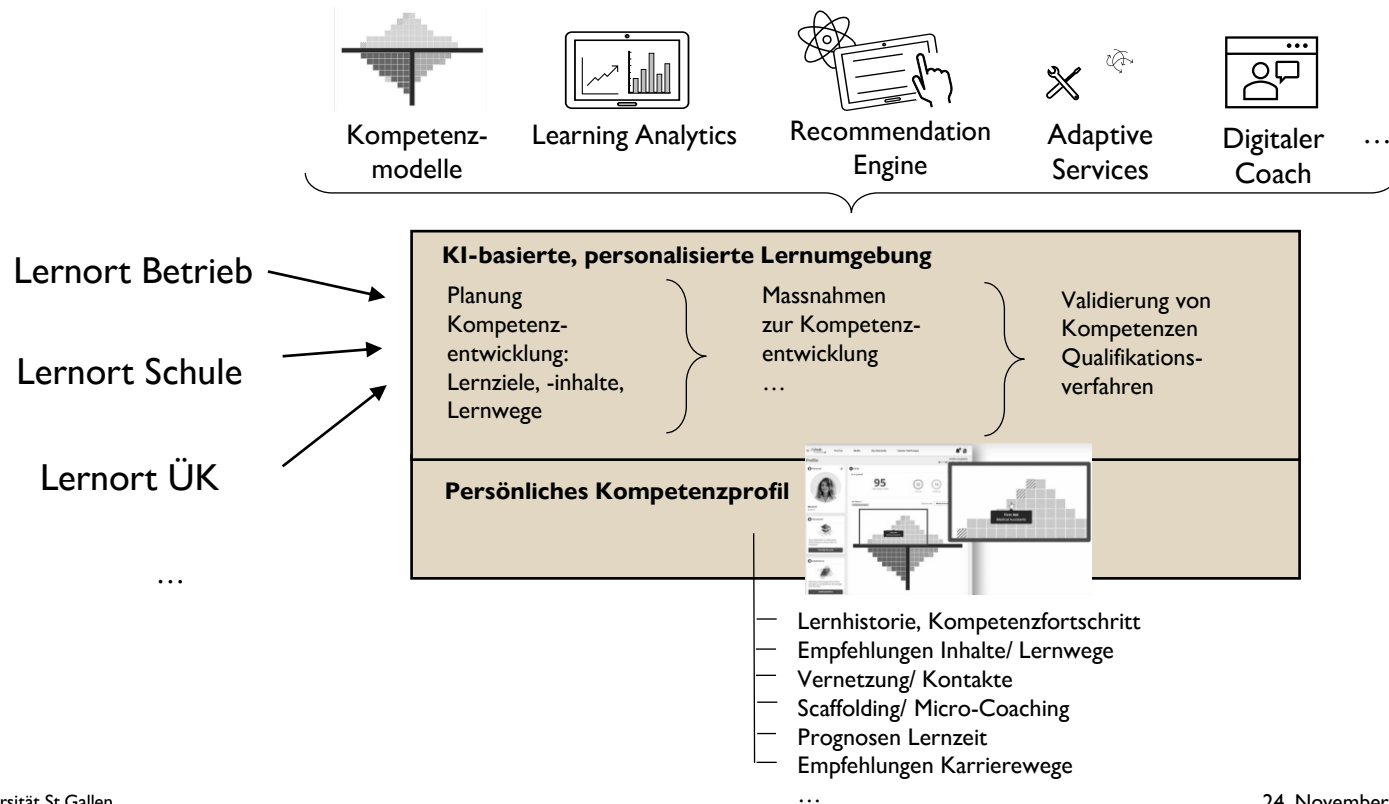 Kompetenz-
modelle
Learning Analytics
Recommendation
Engine
Adaptive
Services
Digitaler
Coach
…
Lernort Betrieb
Lernort Schule
Lernort ÜK
…
KI-basierte, personalisierte Lernumgebung
Planung
Kompetenz-
entwicklung:
Lernziele, -inhalte,
Lernwege
Massnahmen
zur Kompetenz-
entwicklung
…
Validierung von
Kompetenzen
Qualifikations-
verfahren
Persönliches Kompetenzprofil
95
Lernhistorie, Kompetenzfortschritt
Empfehlungen Inhalte/ Lernwege
Vernetzung/ Kontakte
Scaffolding/ Micro-Coaching
Prognosen Lernzeit
Empfehlungen Karrierewege
…
rsität St.Gallen
24. November